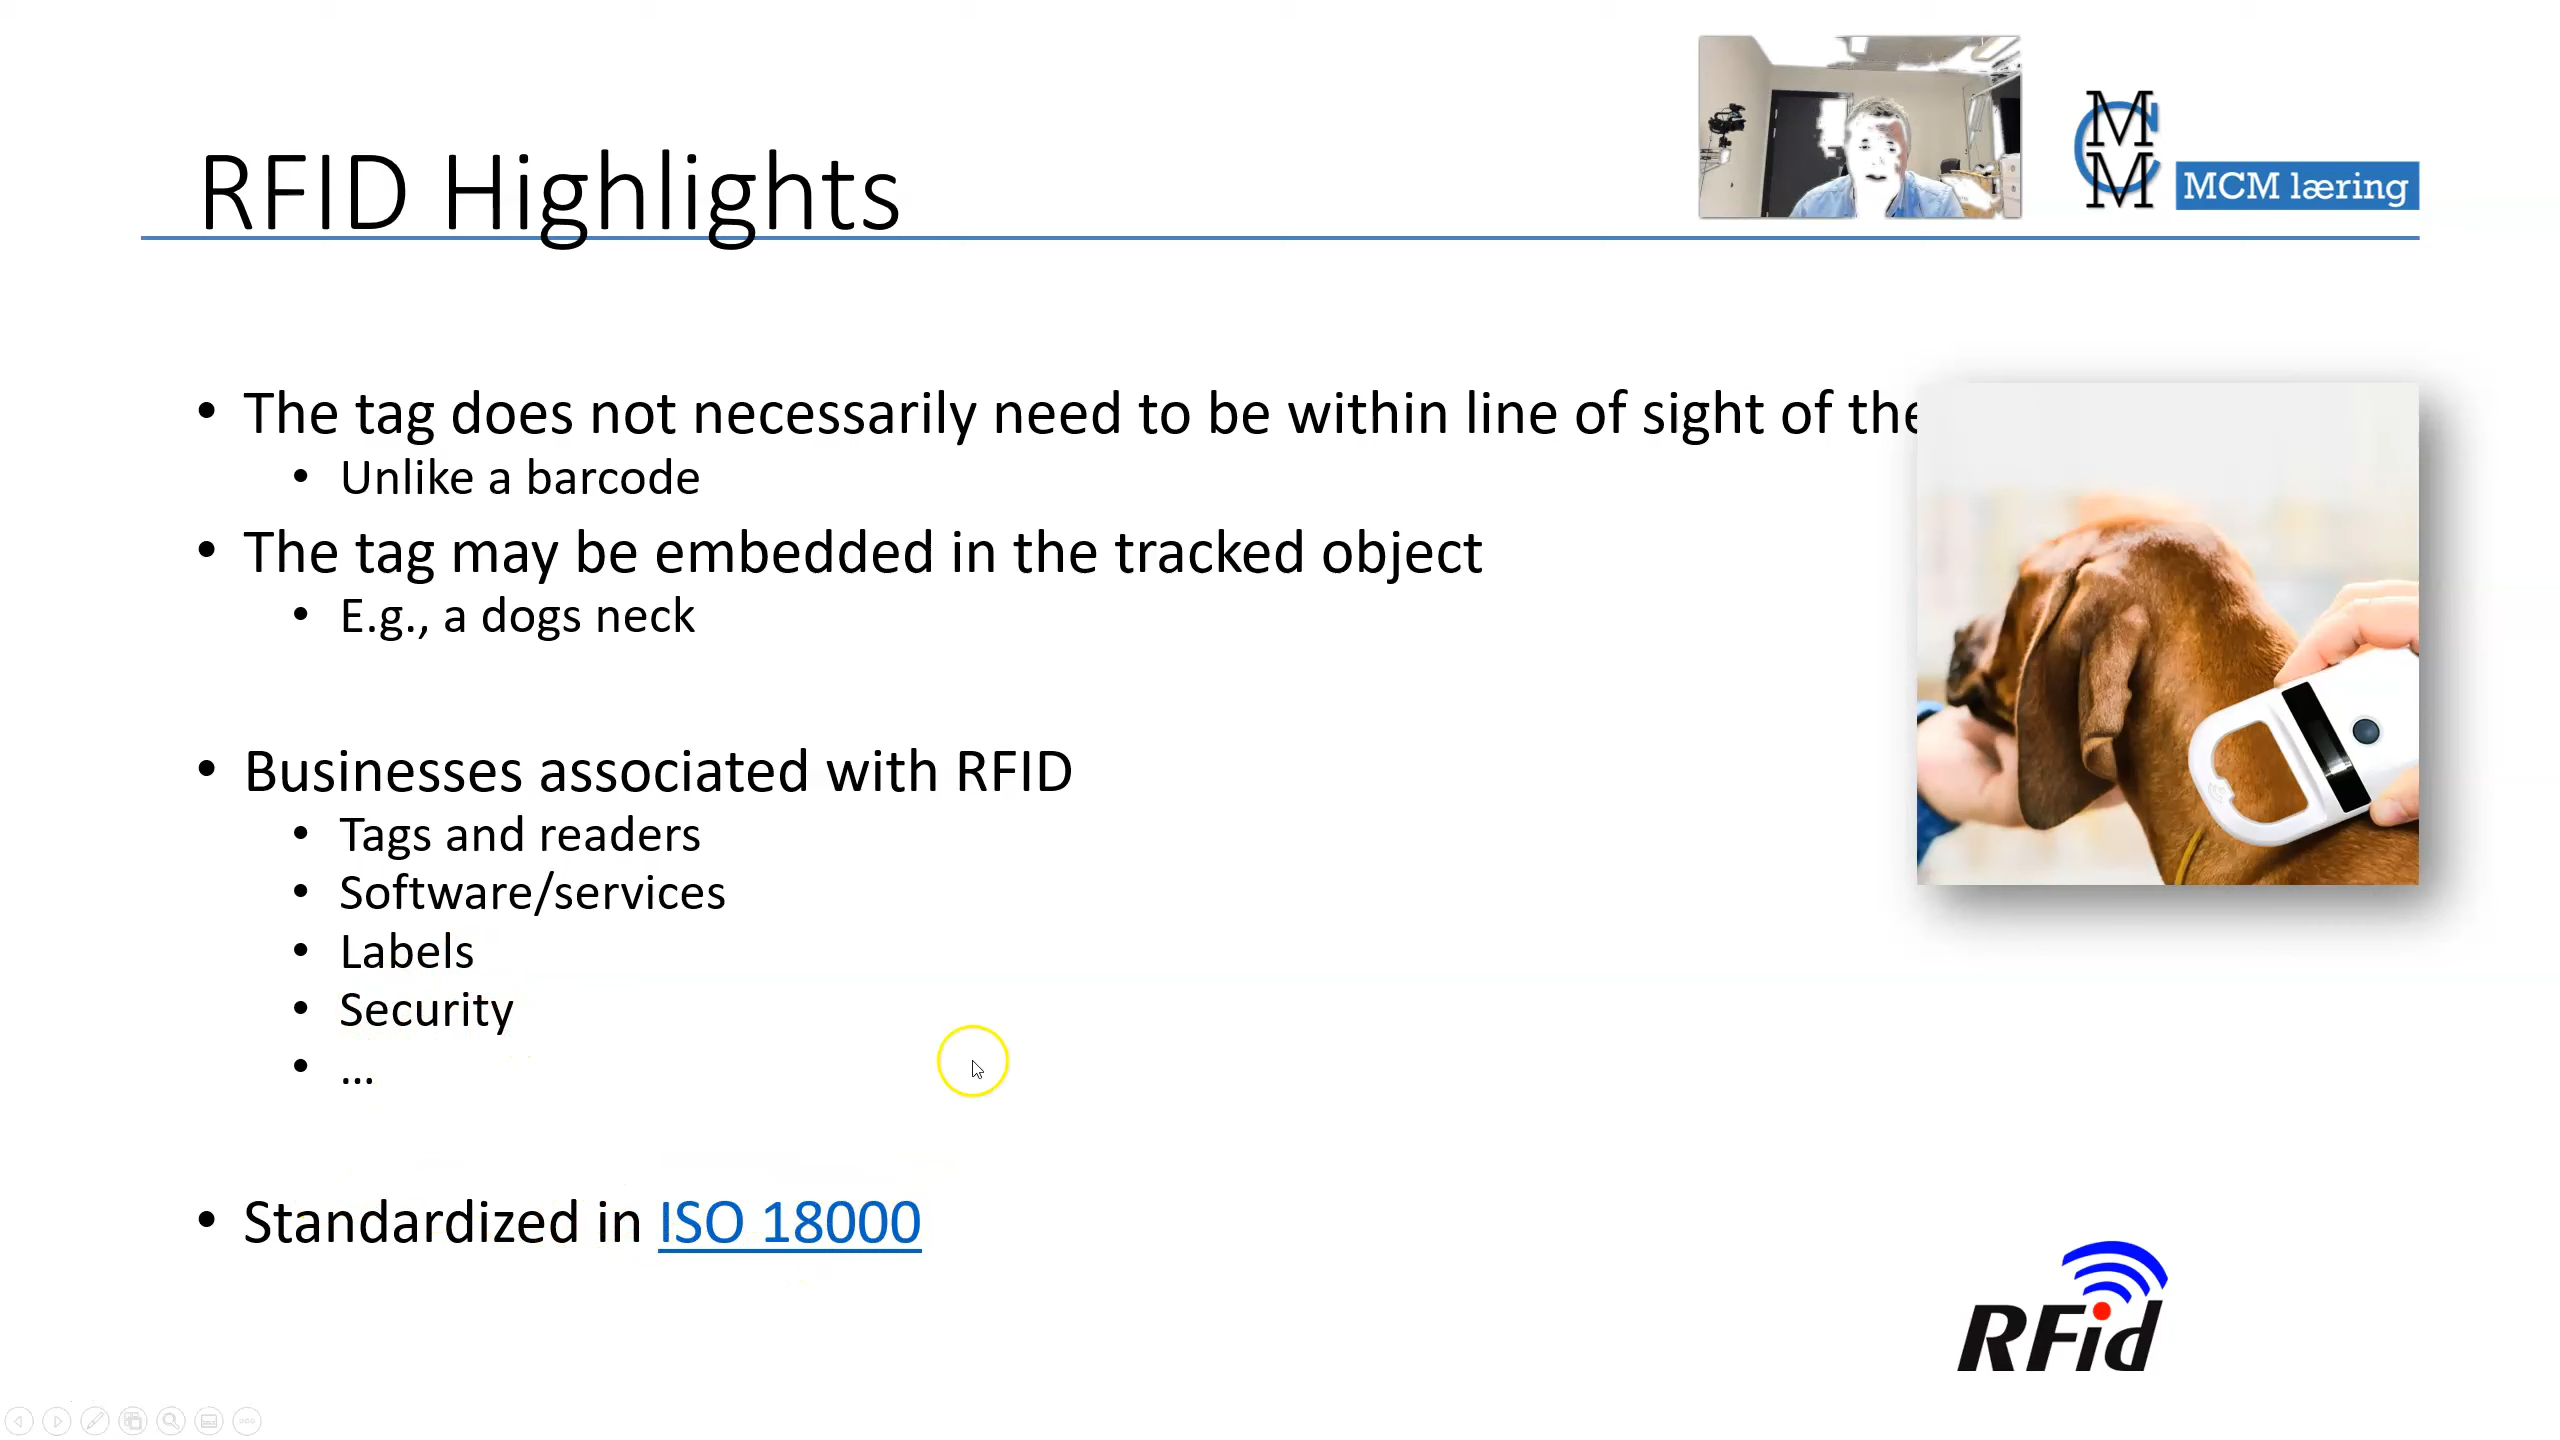 MCM
MCM læring
RFID Highlights
• The tag does not necessarily need to be within line of sight of the
• Unlike a barcode
• The tag may be embedded in the tracked object
• E.g., a dogs neck
• Businesses associated with RFID
• Tags and readers
• Software/services
• Labels
• Security
• ...
• Standardized in ISO 18000
RFid